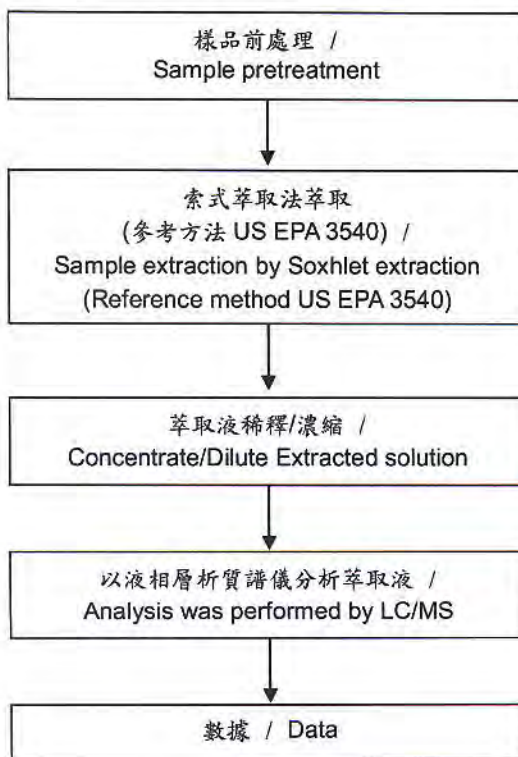 樣品前處理 /
Sample pretreatment
索式萃取法萃取
(參考方法 US EPA 3540) /
Sample extraction by Soxhlet extraction
(Reference method US EPA 3540)
萃取液稀釋/濃縮 /
Concentrate/Dilute Extracted solution
以液相層析質譜儀分析萃取液 /
Analysis was performed by LC/MS
數據 / Data